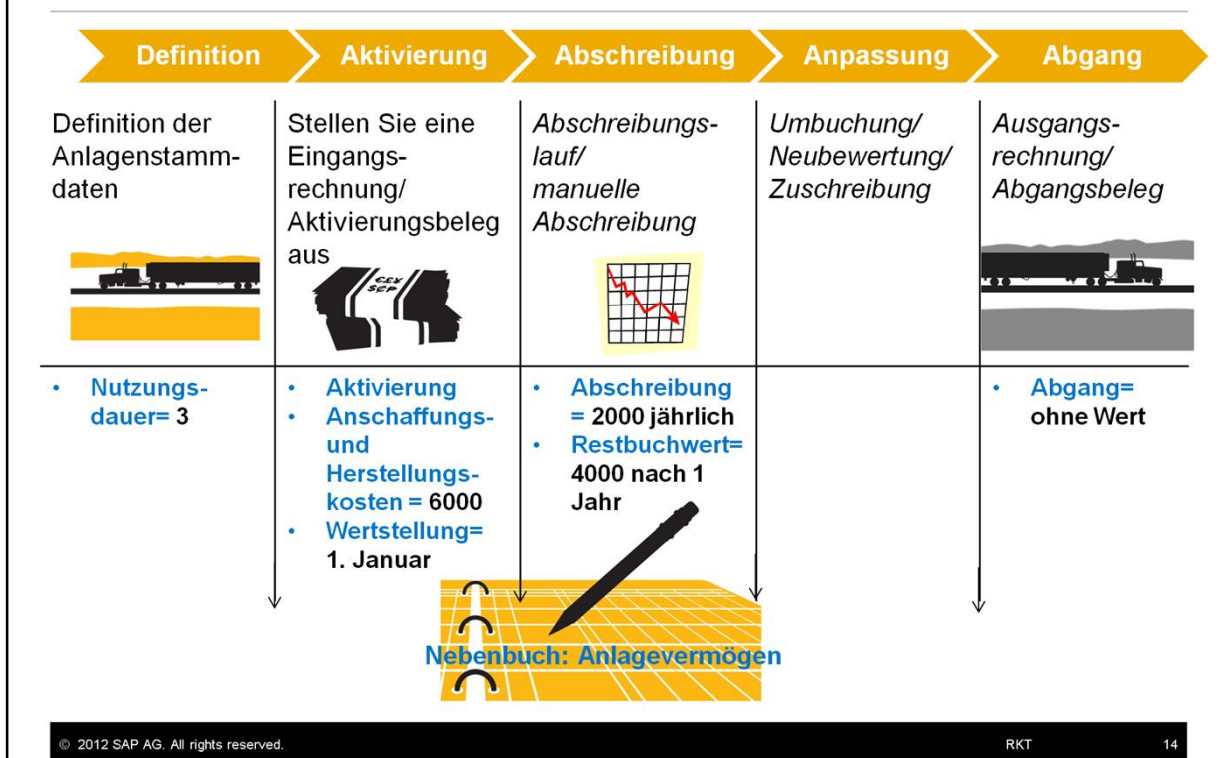 Definition
Aktivierung
Abschreibung
Anpassung
Abgang
Definition der
Anlagenstamm-
daten
Stellen Sie eine
Eingangs-
rechnung/
Aktivierungsbeleg
aus
Abschreibungs-
lauf/
manuelle
Abschreibung
Umbuchung/
Neubewertung/
Zuschreibung
Ausgangs-
rechnung/
Abgangsbeleg
• Nutzungs-
dauer= 3
• Aktivierung
• Anschaffungs-
und
Herstellungs-
kosten = 6000
• Wertstellung=
1. Januar
• Abschreibung
= 2000 jährlich
• Restbuchwert=
4000 nach 1
Jahr
• Abgang=
ohne Wert
Nebenbuch: Anlagevermögen
© 2012 SAP AG. All rights reserved.
RKT
14